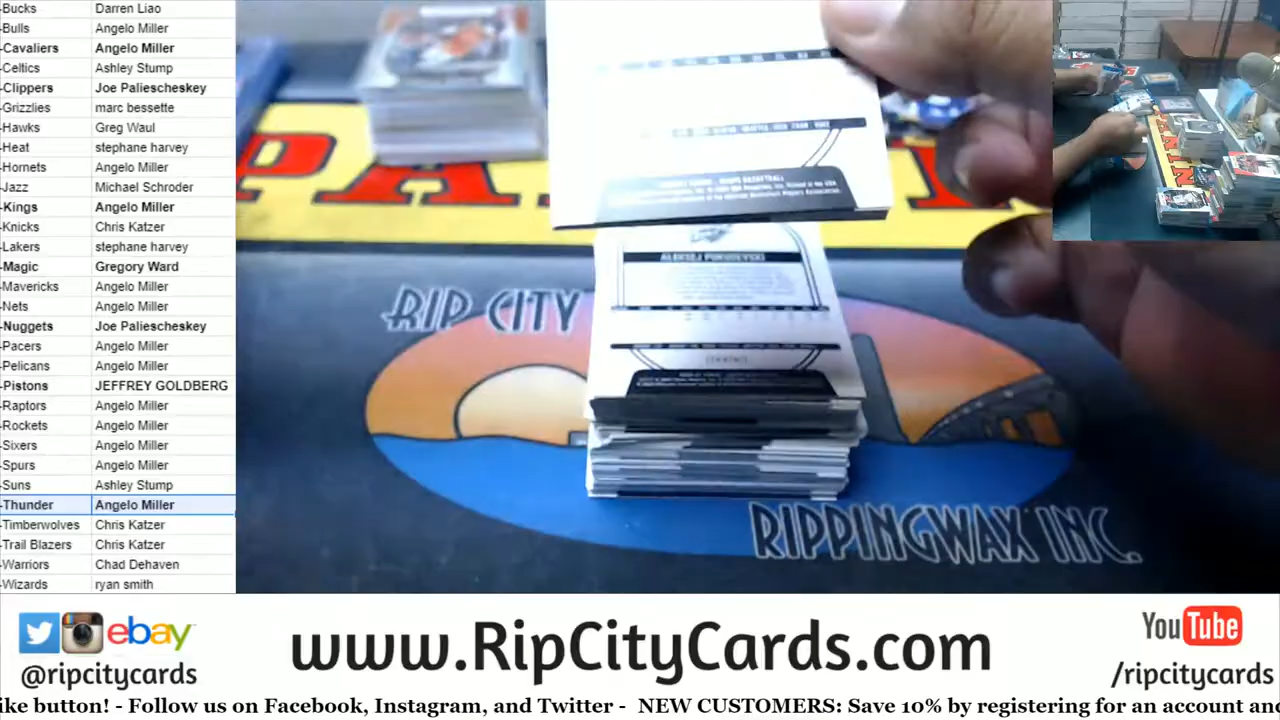 -Bucks Darren Liao
-Bulls Angelo Miller
-Cavaliers Angelo Miller
-Celtics Ashley Stump
-Clippers Joe Paliescheskey
-Grizzlies marc bessette
-Hawks Greg Waul
-Heat stephane harvey
-Hornets Angelo Miller
-Jazz Michael Schroder
-Kings Angelo Miller
-Knicks Chris Katzer
-Lakers stephane harvey
-Magic Gregory Ward
-Mavericks Angelo Miller
-Nets Angelo Miller
-Nuggets Joe Paliescheskey
-Pacers Angelo Miller
-Pelicans Angelo Miller
-Pistons JEFFREY GOLDBERG
-Raptors Angelo Miller
-Rockets Angelo Miller
-Sixers Angelo Miller
-Spurs Angelo Miller
-Suns Ashley Stump
-Thunder Angelo Miller
-Timberwolves Chris Katzer
-Trail Blazers Chris Katzer
-Warriors Chad Dehaven
-Wizards ryan smith
ALEKSEJ POKUSEVSKI
RIP CITY
RIPPINGWAX INC.
ebay
@ripcitycards
www.RipCityCards.com
YouTube
/ripcitycards
ike button! - Follow us on Facebook, Instagram, and Twitter - NEW CUSTOMERS: Save 10% by registering for an account an